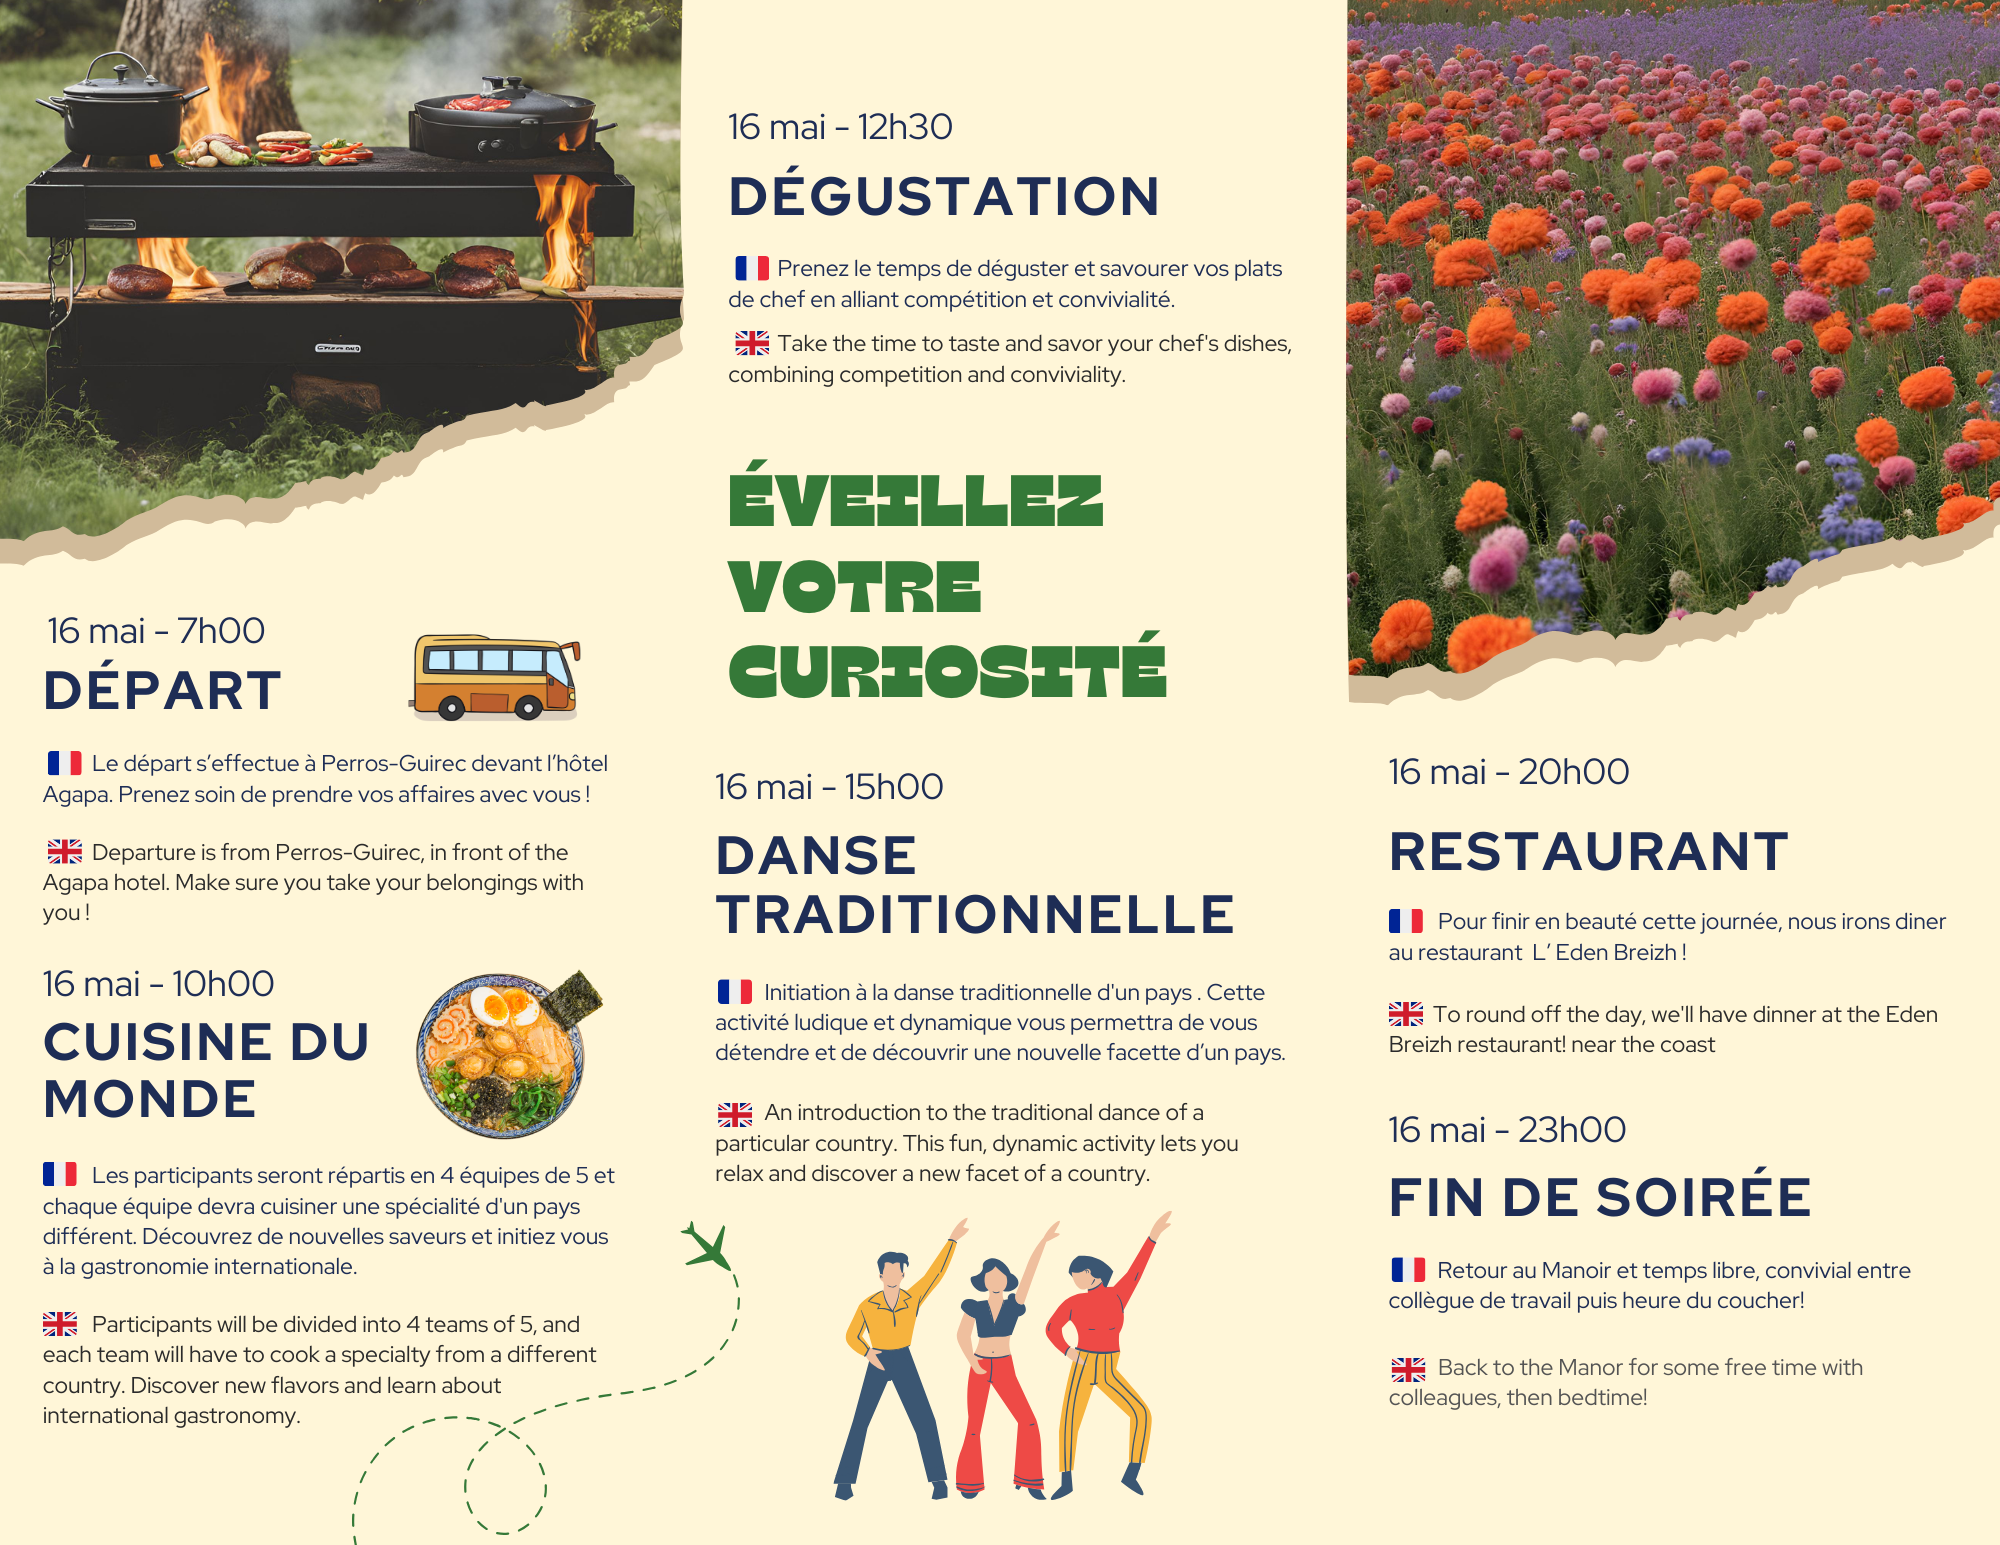 16 mai - 7h00
DÉPART
Le départ s’effectue à Perros-Guirec devant l’hôtel
Agapa. Prenez soin de prendre vos affaires avec vous !
Departure is from Perros-Guirec, in front of the
Agapa hotel. Make sure you take your belongings with
you !
16 mai - 10h00
CUISINE DU
MONDE
Les participants seront répartis en 4 équipes de 5 et
chaque équipe devra cuisiner une spécialité d'un pays
différent. Découvrez de nouvelles saveurs et initiez vous
à la gastronomie internationale.
Participants will be divided into 4 teams of 5, and
each team will have to cook a specialty from a different
country. Discover new flavors and learn about
international gastronomy.
16 mai - 12h30
DÉGUSTATION
Prenez le temps de déguster et savourer vos plats
de chef en alliant compétition et convivialité.
Take the time to taste and savor your chef's dishes,
combining competition and conviviality.
ÉVEILLEZ
VOTRE
CURIOSITÉ
16 mai - 15h00
DANSE
TRADITIONNELLE
Initiation à la danse traditionnelle d'un pays . Cette
activité ludique et dynamique vous permettra de vous
détendre et de découvrir une nouvelle facette d’un pays.
An introduction to the traditional dance of a
particular country. This fun, dynamic activity lets you
relax and discover a new facet of a country.
16 mai - 20h00
RESTAURANT
Pour finir en beauté cette journée, nous irons diner
au restaurant L’ Eden Breizh !
To round off the day, we'll have dinner at the Eden
Breizh restaurant! near the coast
16 mai - 23h00
FIN DE SOIRÉE
Retour au Manoir et temps libre, convivial entre
collègue de travail puis heure du coucher!
Back to the Manor for some free time with
colleagues, then bedtime!